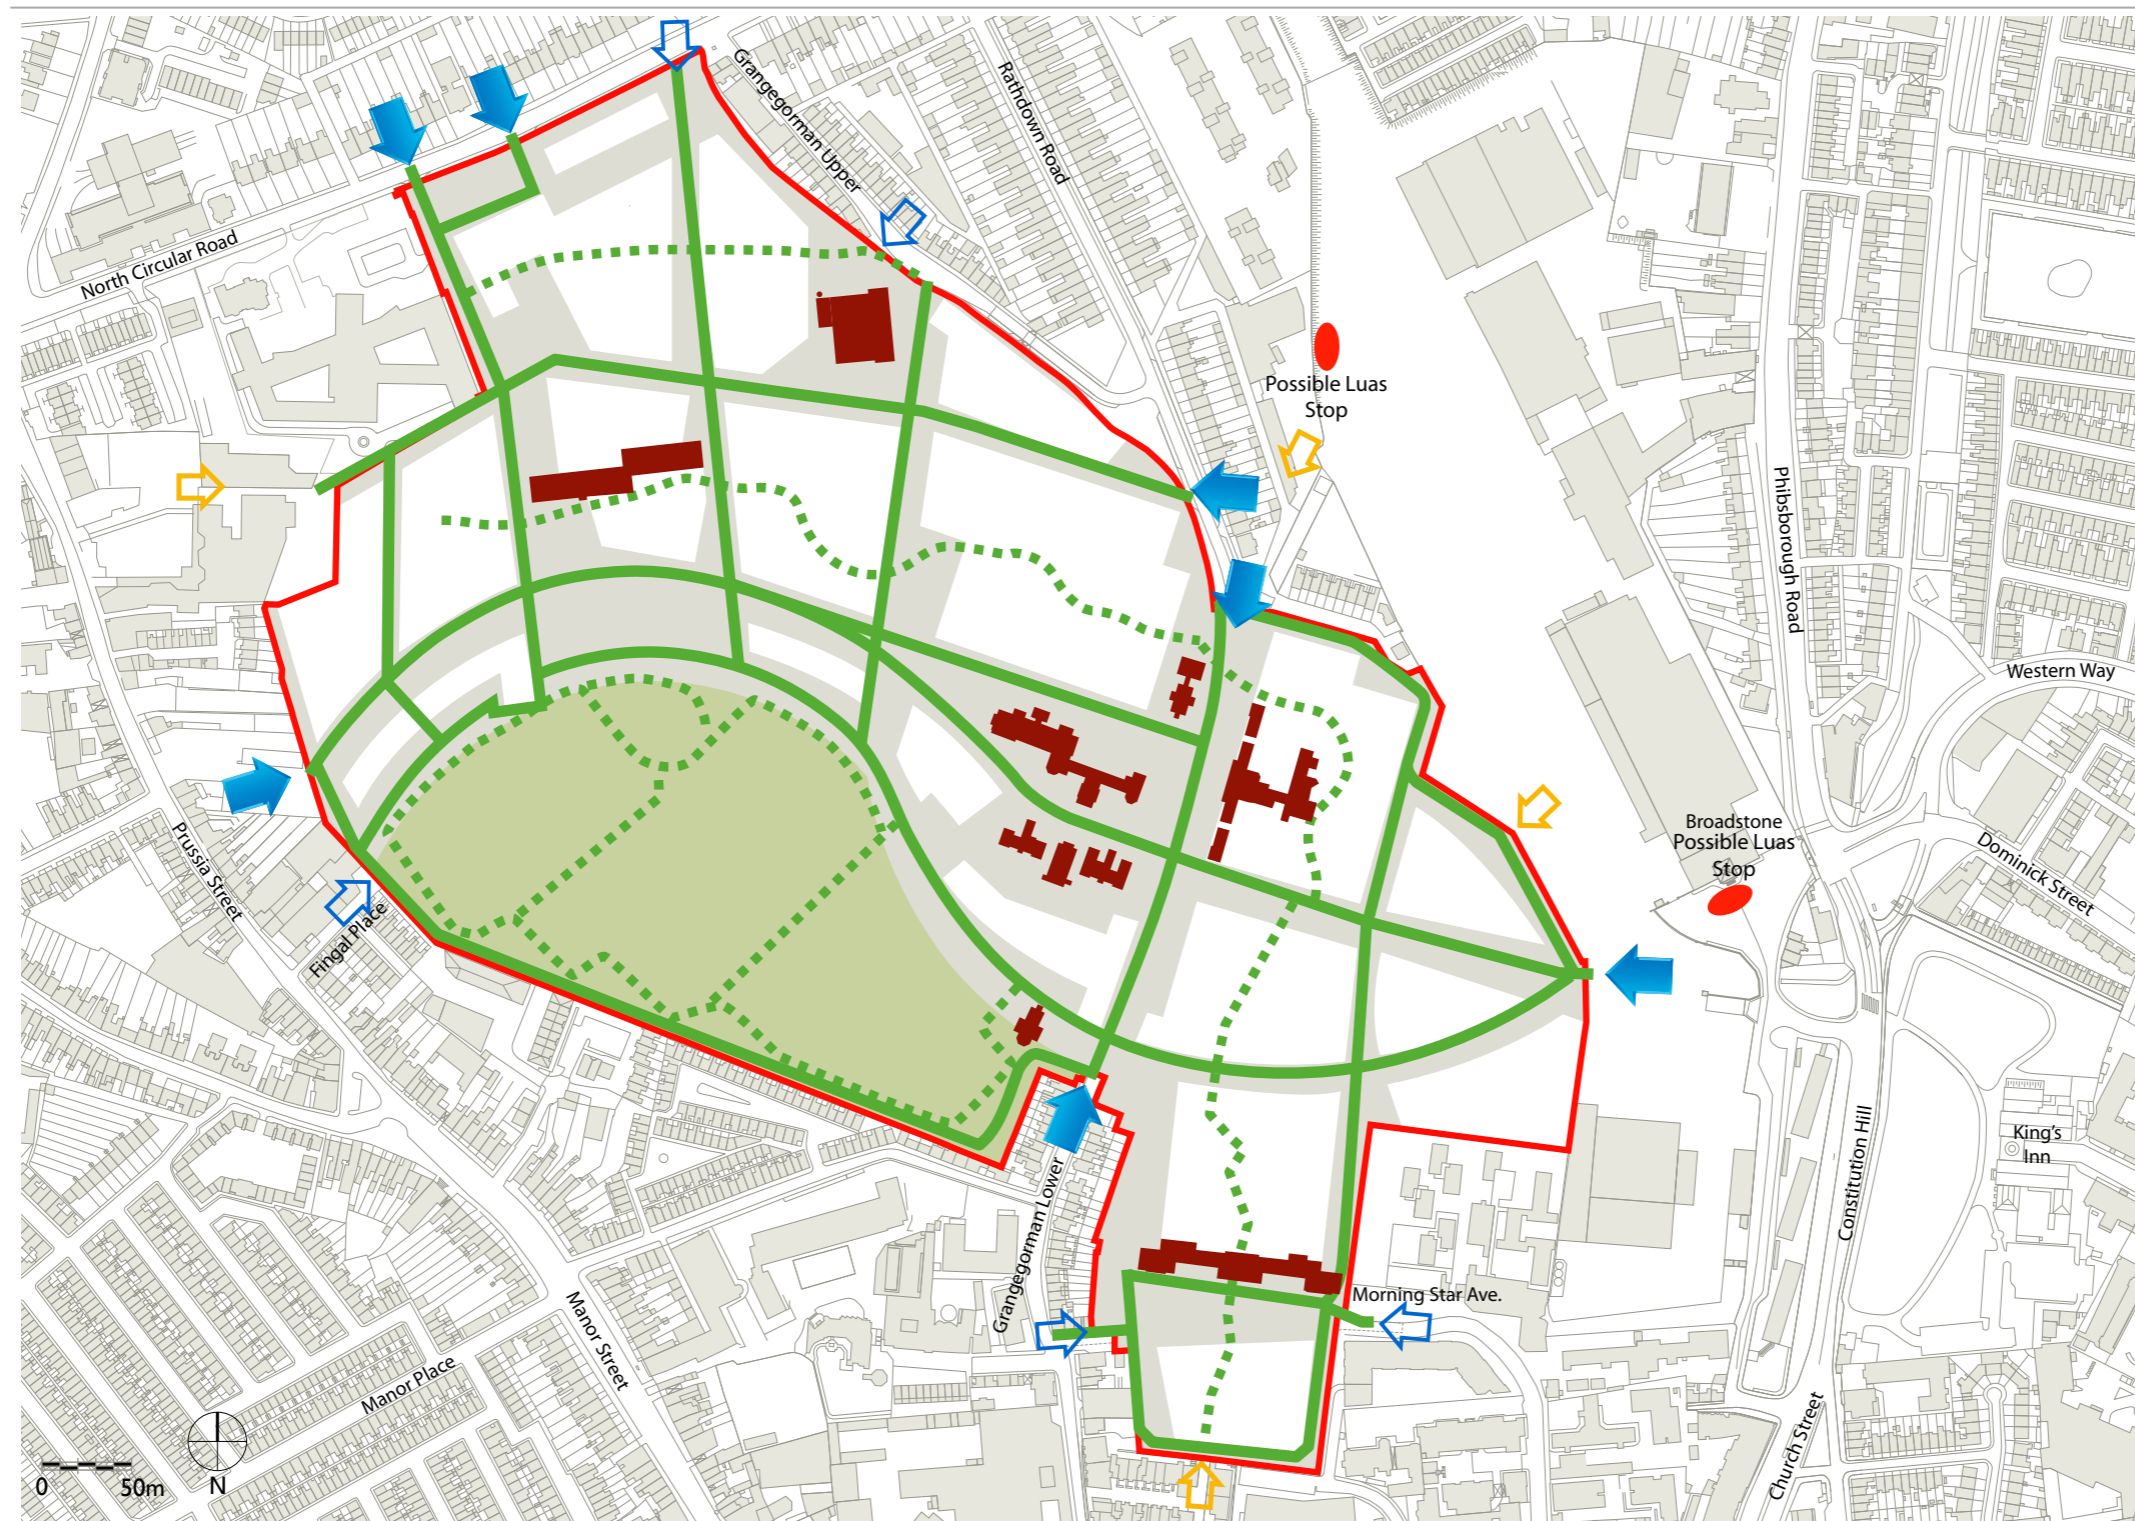 Grangegorman Upper
Rathdown Road
North Circular Road
Possible Luas
Stop
Phibsborough Road
Western Way
Broadstone
Possible Luas
Stop
Dominick Street
Prussia Street
Fingal Place
Grangegorman Lower
Constitution Hill
King's
Inn
Morning Star Ave.
Manor Street
Manor Place
Church Street
0 50m
N